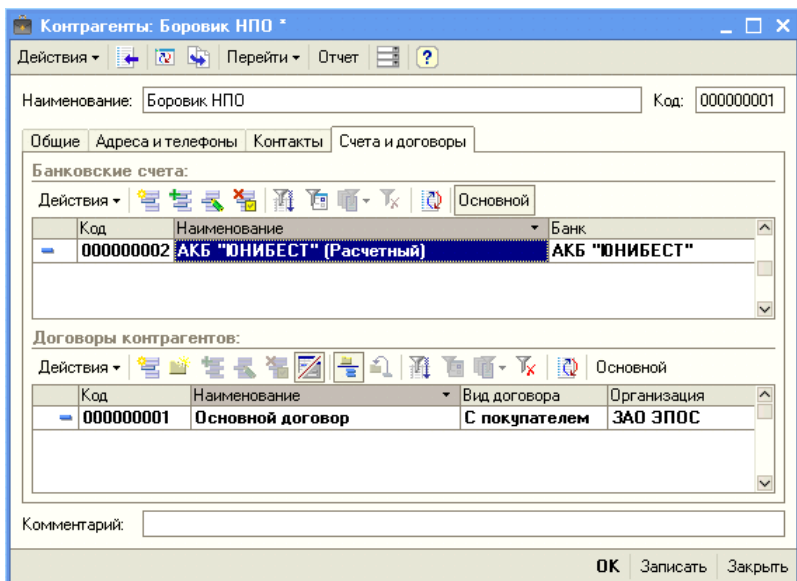 Контрагенты: Боровик НПО *
Действия Перейти Отчет ?
Наименование: Боровик НПО Код: 000000001
Общие Адреса и телефоны Контакты Счета и договоры
Банковские счета:
Действия Основной
Код Наименование Банк
000000002 АКБ "ЮНИБЕСТ" (Расчетный) АКБ "ЮНИБЕСТ"
Договоры контрагентов:
Действия Основной
Код Наименование Вид договора Организация
000000001 Основной договор С покупателем ЗАО ЭПОС
Комментарий:
OK Записать Закрыть